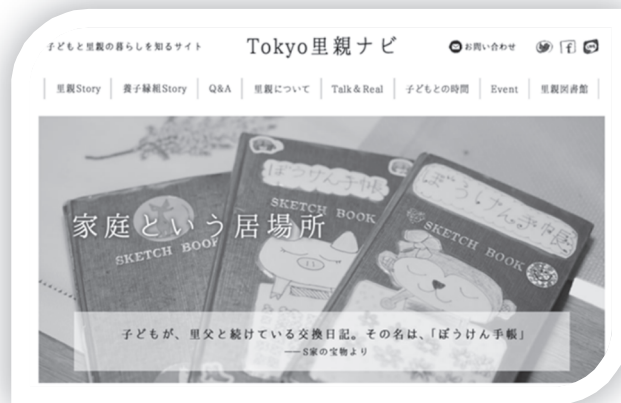 子どもと里親の暮らしを知るサイト
Tokyo里親ナビ
お問い合わせ
里親Story
養子縁組Story
Q&A
里親について
Talk & Real
子どもとの時間
Event
里親図書館
ぼうけん手帳
SKETCH BOOK
ぼうけん手帳
SKETCH BOOK
家庭という居場所
SKETCH BOOK
子どもが、里父と続けている交換日記。その名は、「ぼうけん手帳」
——S家の宝物より